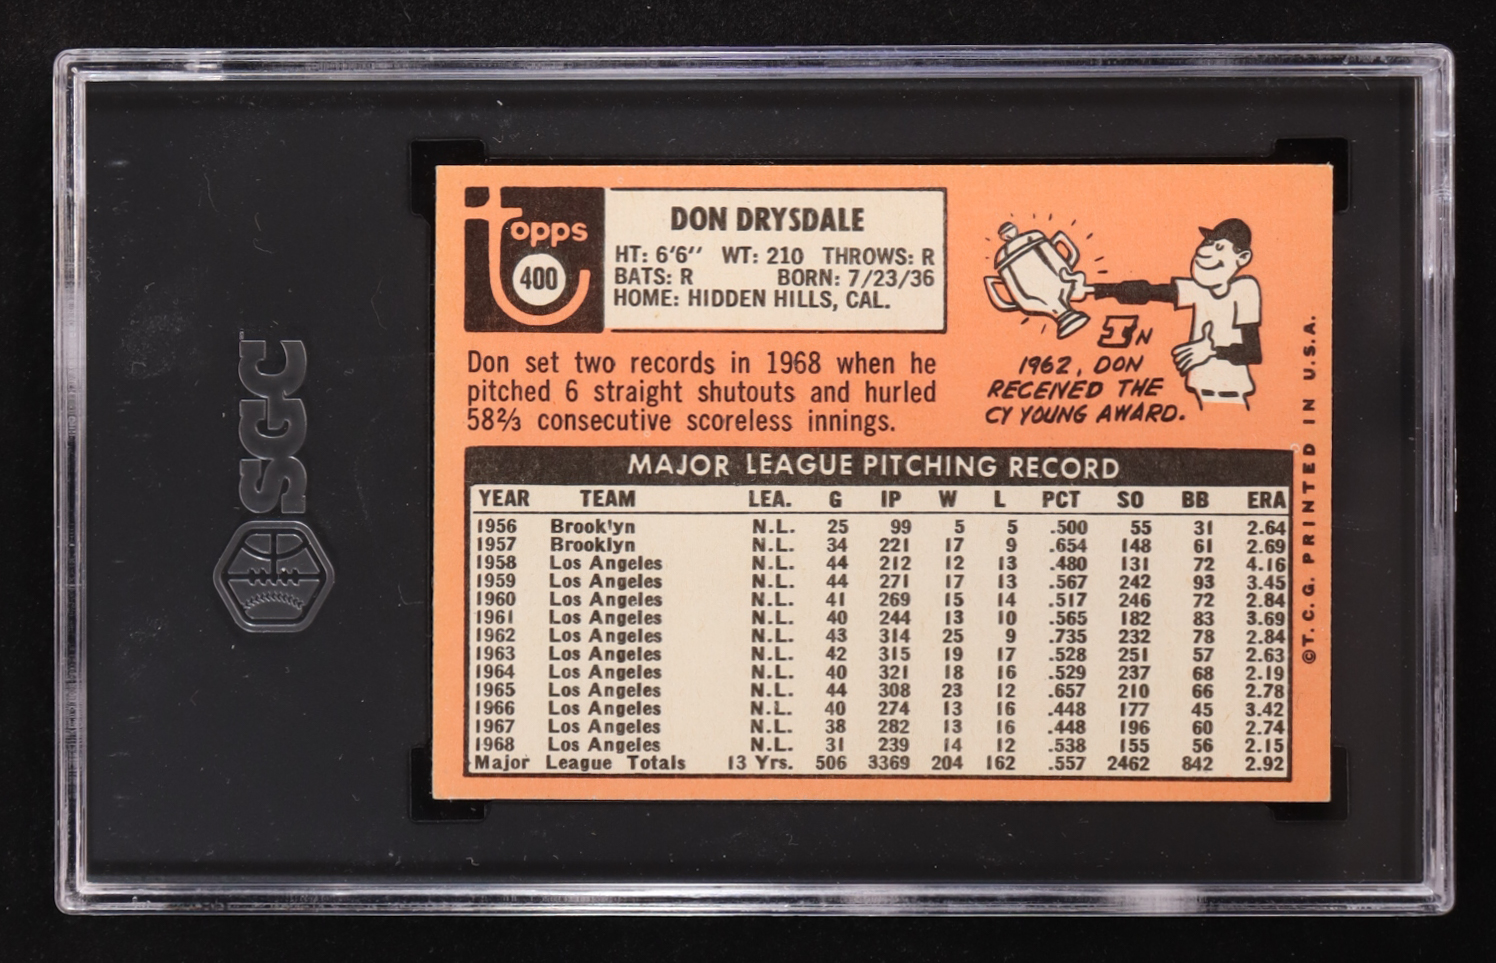 SGC
topps
400
DON DRYSDALE
HT: 6'6" WT: 210 THROWS: R
BATS: R BORN: 7/23/36
HOME: HIDDEN HILLS, CAL.
Don set two records in 1968 when he
pitched 6 straight shutouts and hurled
58⅔ consecutive scoreless innings.
IN
1962, DON
RECEIVED THE
CY YOUNG AWARD.
MAJOR LEAGUE PITCHING RECORD
YEAR TEAM LEA. G IP W L PCT SO BB ERA
1956 Brooklyn N.L. 25 99 5 5 .500 55 31 2.64
1957 Brooklyn N.L. 34 221 17 9 .654 148 61 2.69
1958 Los Angeles N.L. 44 212 12 13 .480 131 72 4.16
1959 Los Angeles N.L. 44 271 17 13 .567 242 93 3.45
1960 Los Angeles N.L. 41 269 15 14 .517 246 72 2.84
1961 Los Angeles N.L. 40 244 13 10 .565 182 83 3.69
1962 Los Angeles N.L. 43 314 25 9 .735 232 78 2.84
1963 Los Angeles N.L. 42 315 19 17 .528 251 57 2.63
1964 Los Angeles N.L. 40 321 18 16 .529 237 68 2.19
1965 Los Angeles N.L. 44 308 23 12 .657 210 66 2.78
1966 Los Angeles N.L. 40 274 13 16 .448 177 45 3.42
1967 Los Angeles N.L. 38 282 13 16 .448 196 60 2.74
1968 Los Angeles N.L. 31 239 14 12 .538 155 56 2.15
Major League Totals 13 Yrs. 506 3369 204 162 .557 2462 842 2.92
©T.C.G. PRINTED IN U.S.A.